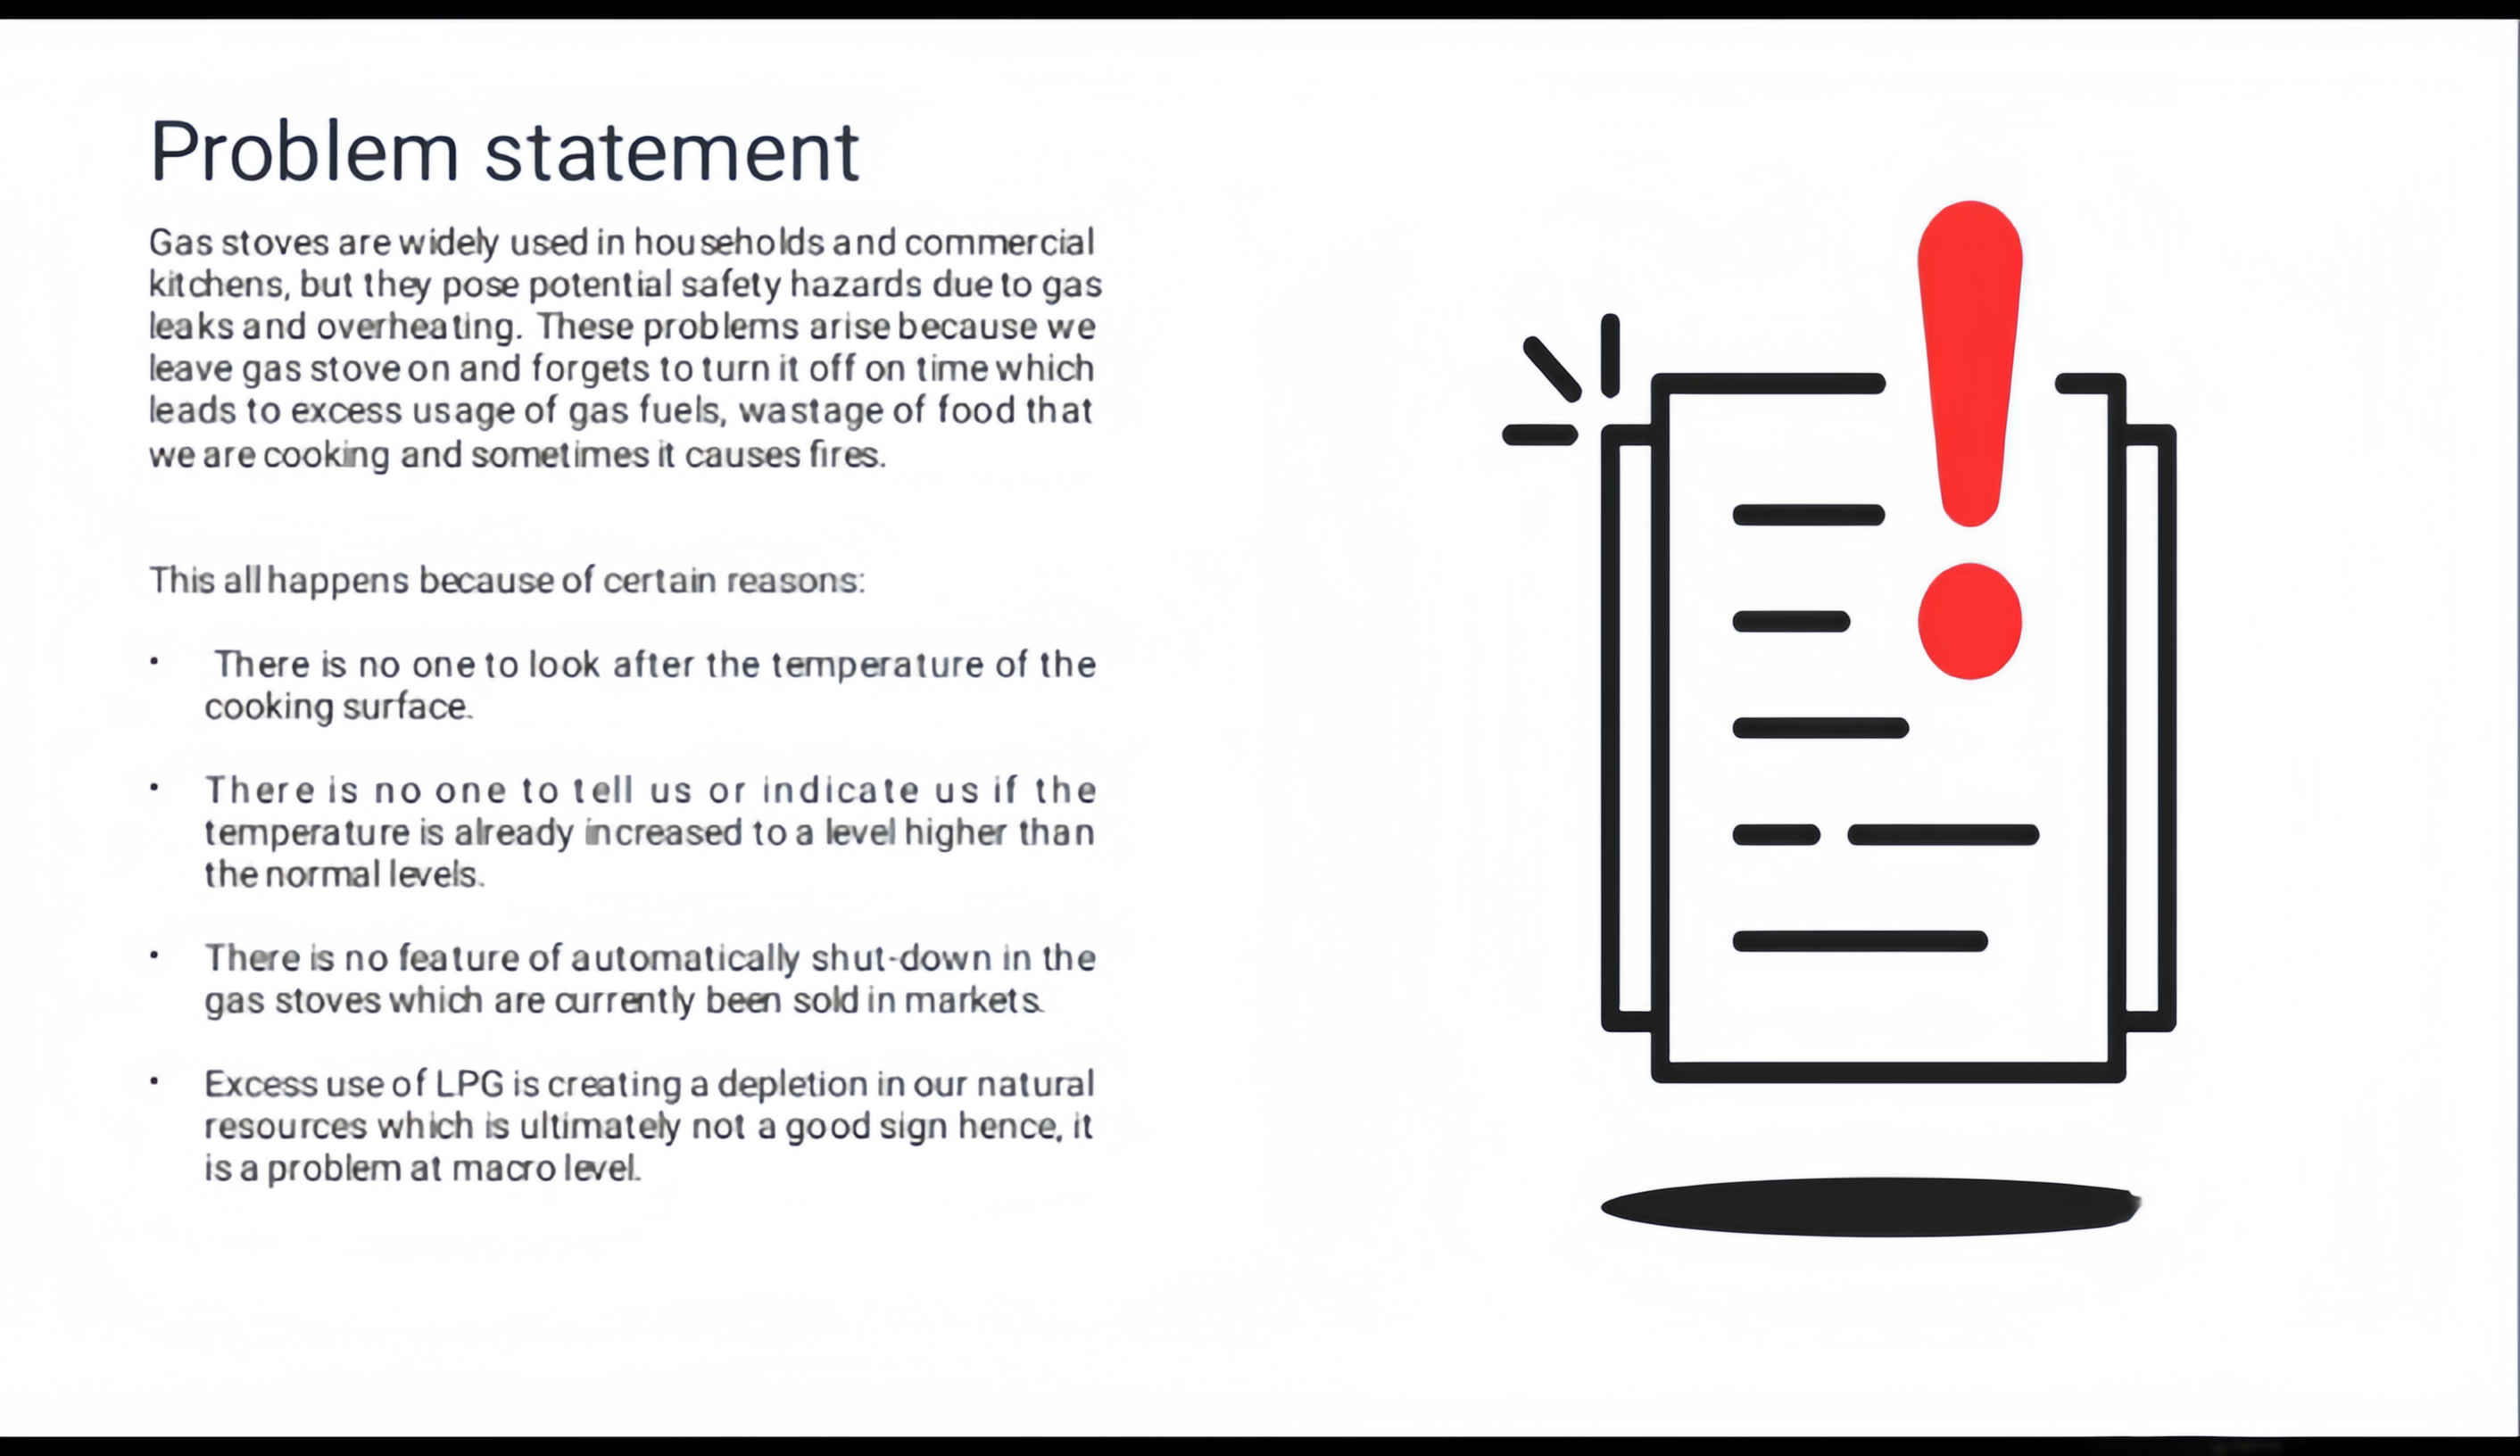 Problem statement
Gas stoves are widely used in households and commercial
kitchens, but they pose potential safety hazards due to gas
leaks and overheating. These problems arise because we
leave gas stove on and forgets to turn it off on time which
leads to excess usage of gas fuels, wastage of food that
we are cooking and sometimes it causes fires.
This all happens because of certain reasons:
• There is no one to look after the temperature of the
cooking surface.
• There is no one to tell us or indicate us if the
temperature is already increased to a level higher than
the normal levels.
• There is no feature of automatically shut-down in the
gas stoves which are currently been sold in markets.
• Excess use of LPG is creating a depletion in our natural
resources which is ultimately not a good sign hence, it
is a problem at macro level.